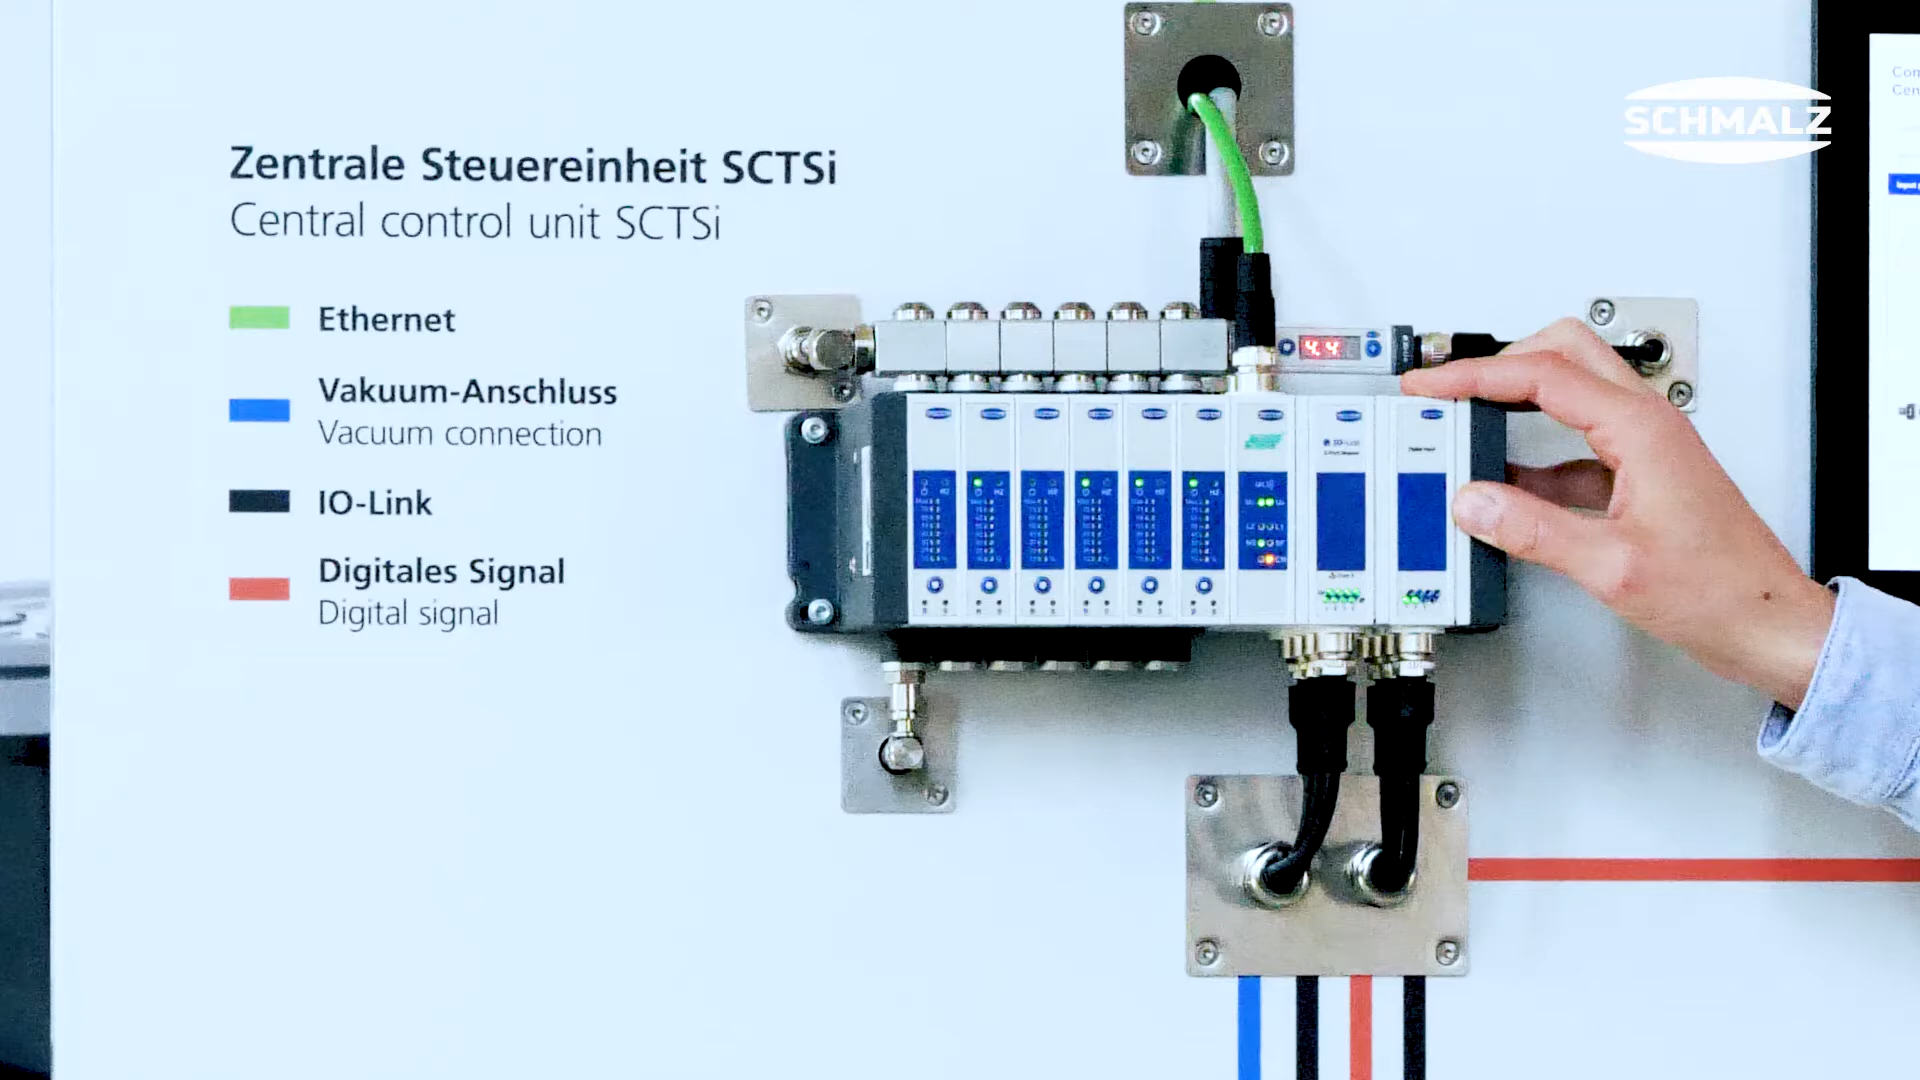 SCHMALZ
Zentrale Steuereinheit SCTSi
Central control unit SCTSi
Ethernet
Vakuum-Anschluss
Vacuum connection
IO-Link
Digitales Signal
Digital signal
4.4